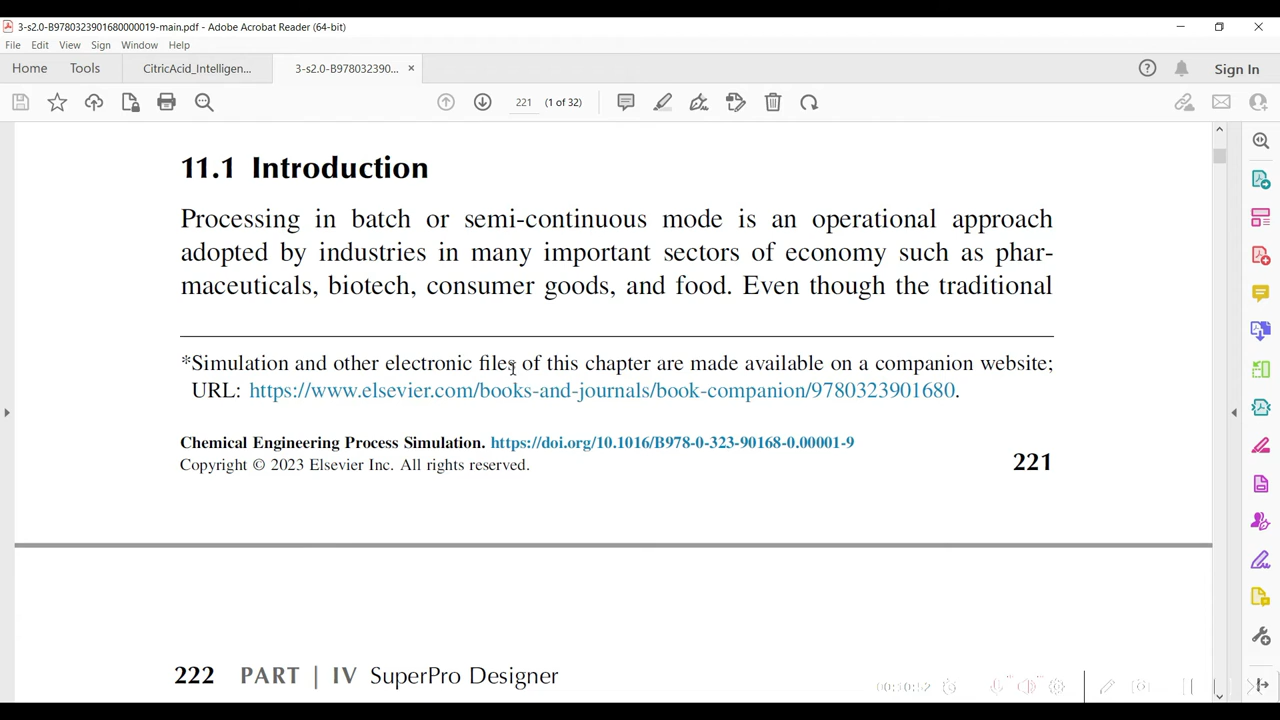 3-s2.0-B9780323901680000019-main.pdf - Adobe Acrobat Reader (64-bit)
File Edit View Sign Window Help
Home Tools CitricAcid_Intelligen... 3-s2.0-B978032390... × Sign In
221 (1 of 32)
11.1 Introduction
Processing in batch or semi-continuous mode is an operational approach
adopted by industries in many important sectors of economy such as phar-
maceuticals, biotech, consumer goods, and food. Even though the traditional
*Simulation and other electronic files of this chapter are made available on a companion website;
URL: https://www.elsevier.com/books-and-journals/book-companion/9780323901680.
Chemical Engineering Process Simulation. https://doi.org/10.1016/B978-0-323-90168-0.00001-9
Copyright © 2023 Elsevier Inc. All rights reserved. 221
222 PART | IV SuperPro Designer